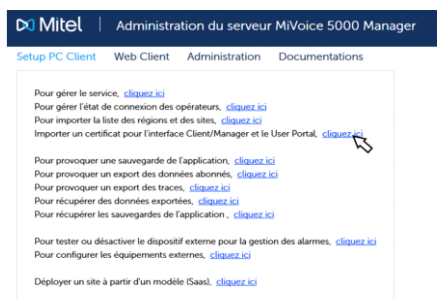 Mitel | Administration du serveur MiVoice 5000 Manager
Setup PC Client Web Client Administration Documentations
Pour gérer le service, cliquez ici
Pour gérer l'état de connexion des opérateurs, cliquez ici
Pour importer la liste des régions et des sites, cliquez ici
Importer un certificat pour l'interface Client/Manager et le User Portal, cliquez ici
Pour provoquer une sauvegarde de l'application, cliquez ici
Pour provoquer un export des données abonnés, cliquez ici
Pour provoquer un export des traces, cliquez ici
Pour récupérer des données exportées, cliquez ici
Pour récupérer les sauvegardes de l'application , cliquez ici
Pour tester ou désactiver le dispositif externe pour la gestion des alarmes, cliquez ici
Pour configurer les équipements externes, cliquez ici
Déployer un site à partir d'un modèle (Saas), cliquez ici